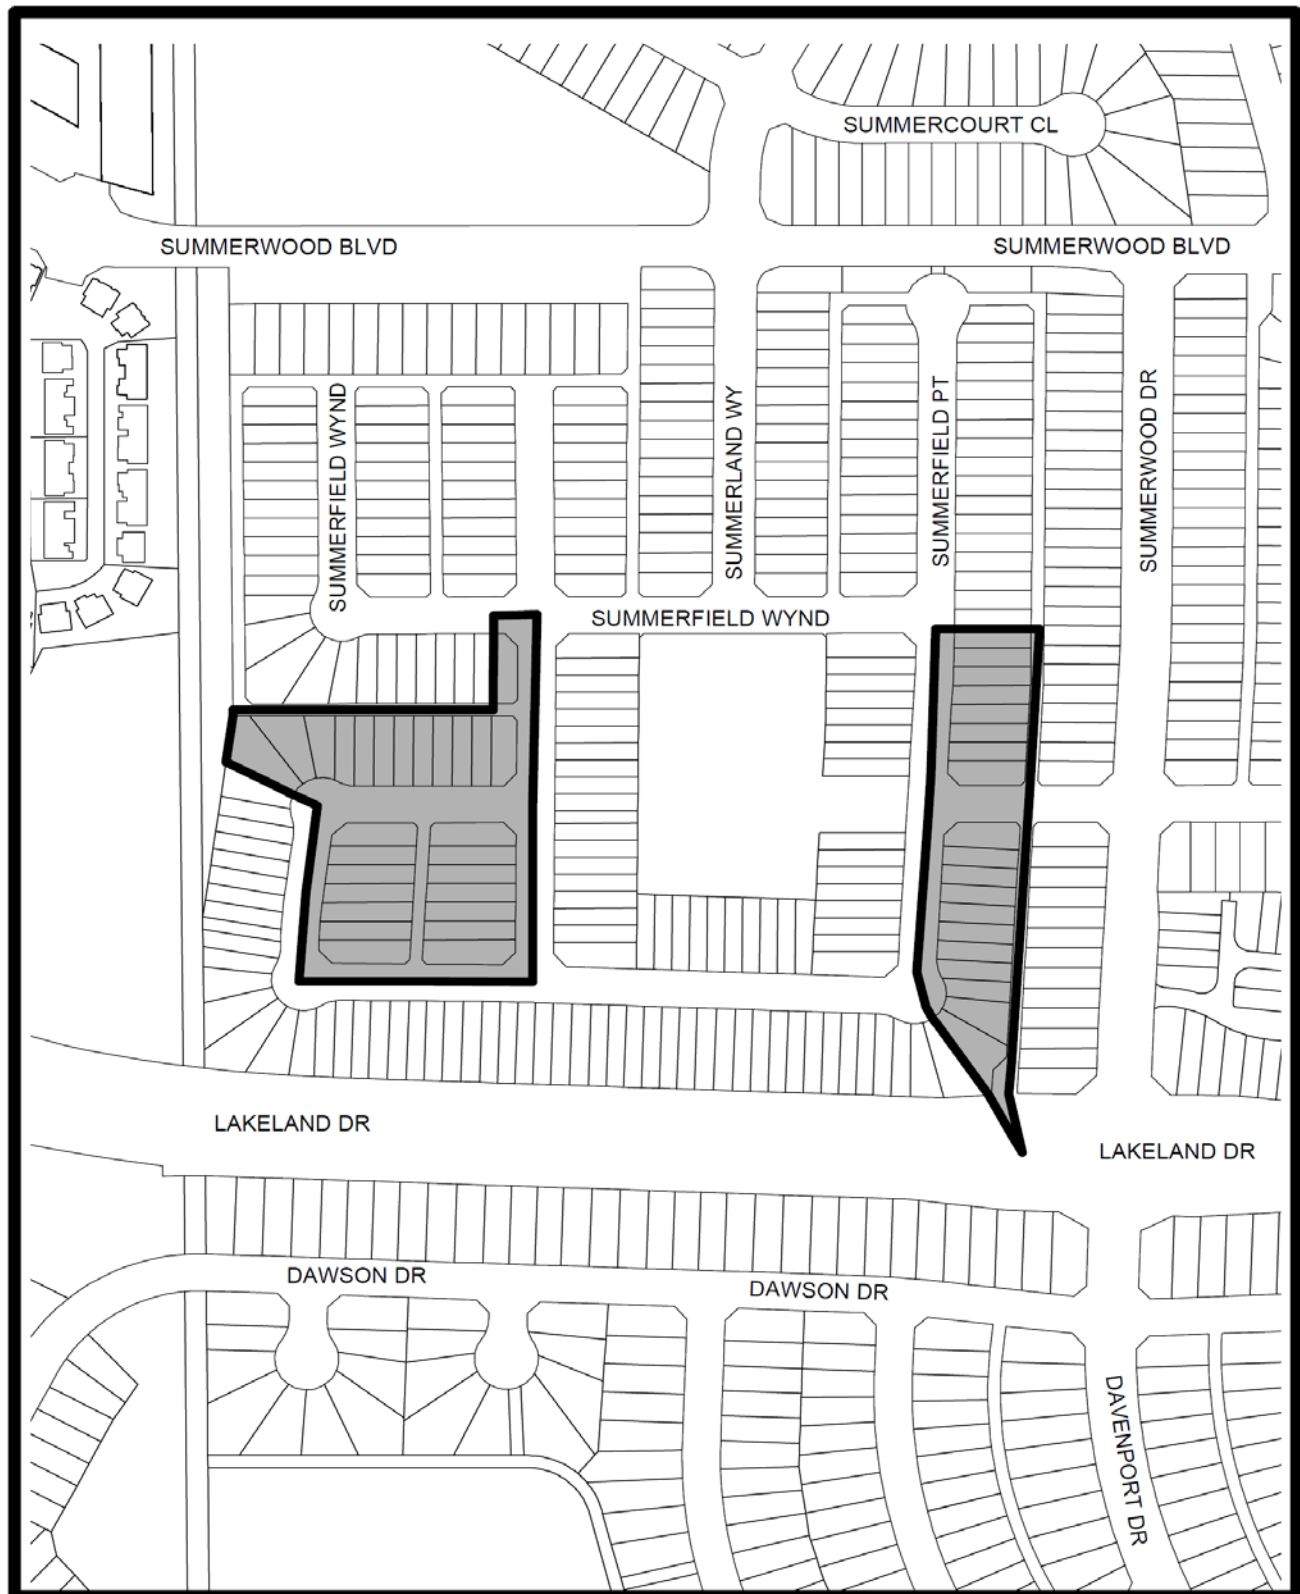 SUMMERCOURT CL
SUMMERWOOD BLVD
SUMMERWOOD BLVD
SUMMERFIELD WYND
SUMMERLAND WY
SUMMERFIELD PT
SUMMERWOOD DR
SUMMERFIELD WYND
LAKELAND DR
LAKELAND DR
DAWSON DR
DAWSON DR
DAVENPORT DR